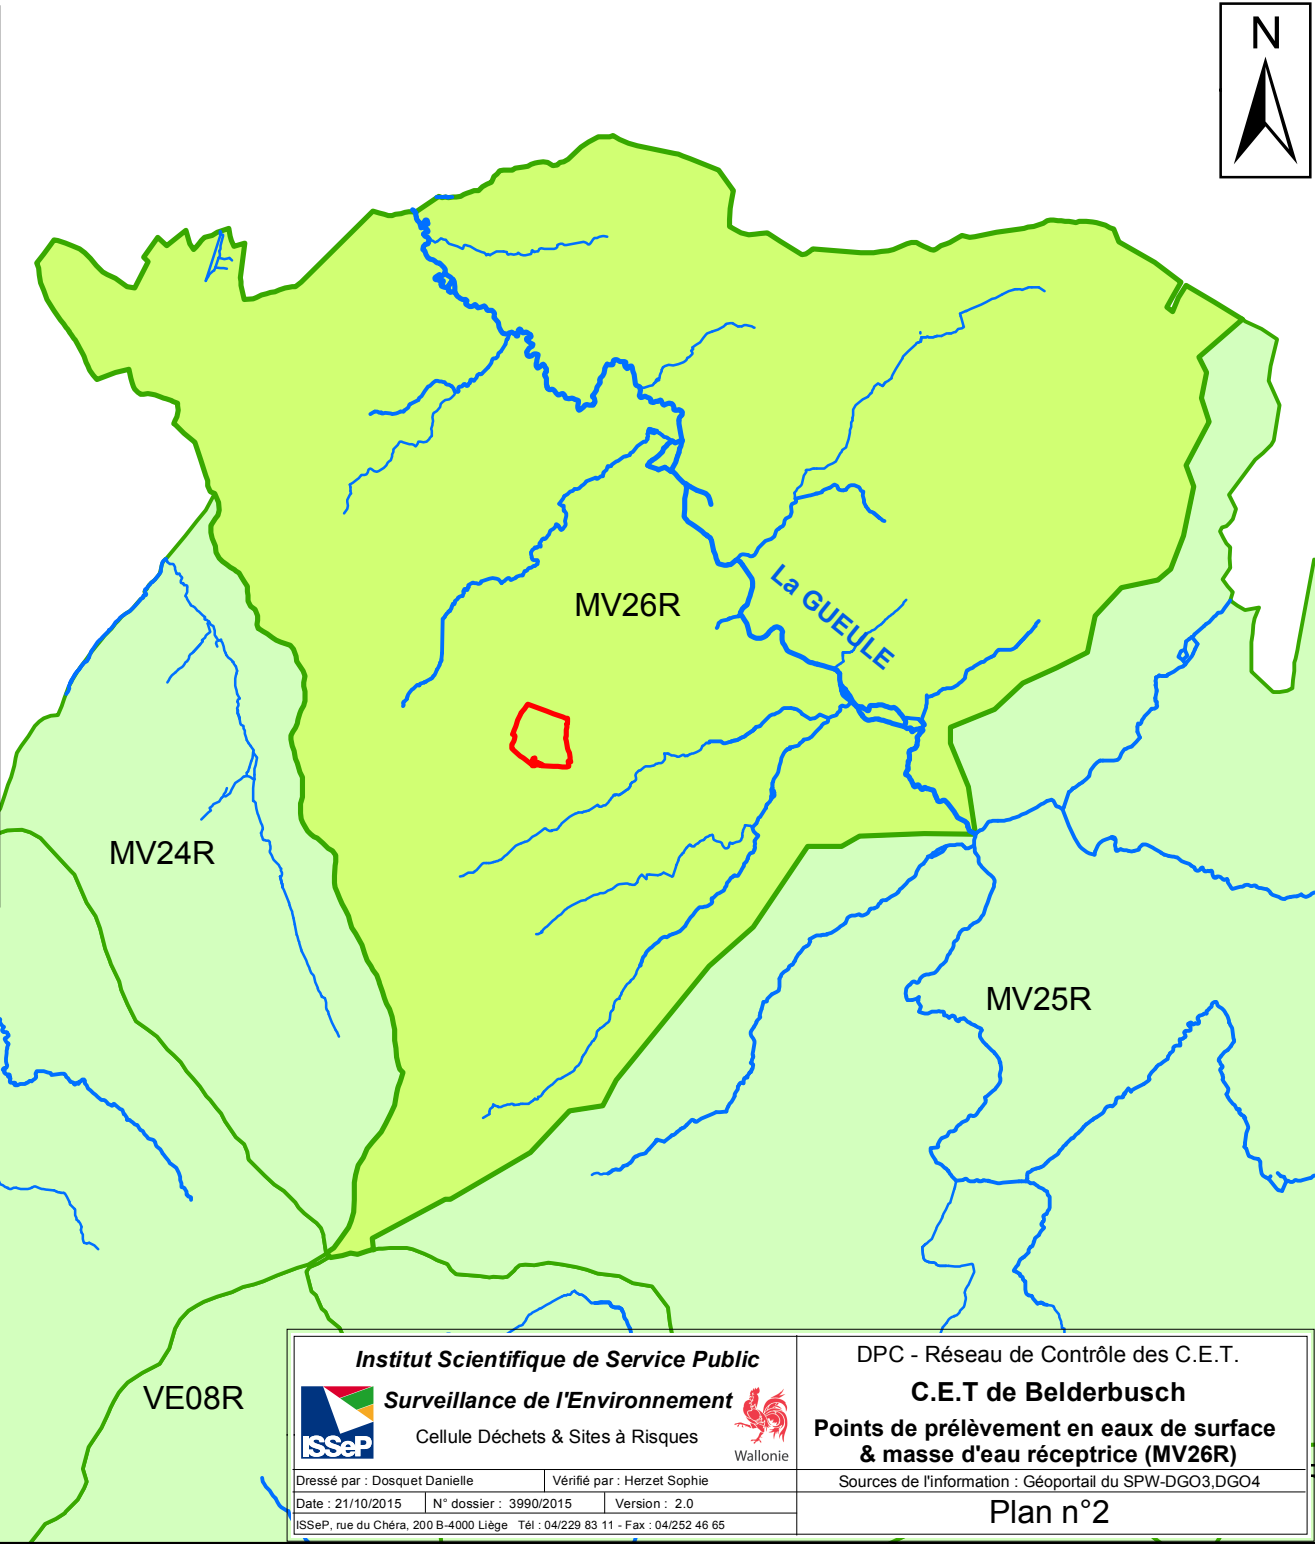 N
MV26R
La GUEULE
MV24R
MV25R
VE08R
Institut Scientifique de Service Public
Surveillance de l'Environnement
Cellule Déchets & Sites à Risques
ISSeP
Wallonie
Dressé par : Dosquet Danielle
Vérifié par : Herzet Sophie
Date : 21/10/2015
N° dossier : 3990/2015
Version : 2.0
ISSeP, rue du Chéra, 200 B-4000 Liège Tél : 04/229 83 11 - Fax : 04/252 46 65
DPC - Réseau de Contrôle des C.E.T.
C.E.T de Belderbusch
Points de prélèvement en eaux de surface
& masse d'eau réceptrice (MV26R)
Sources de l'information : Géoportail du SPW-DGO3,DGO4
Plan n°2